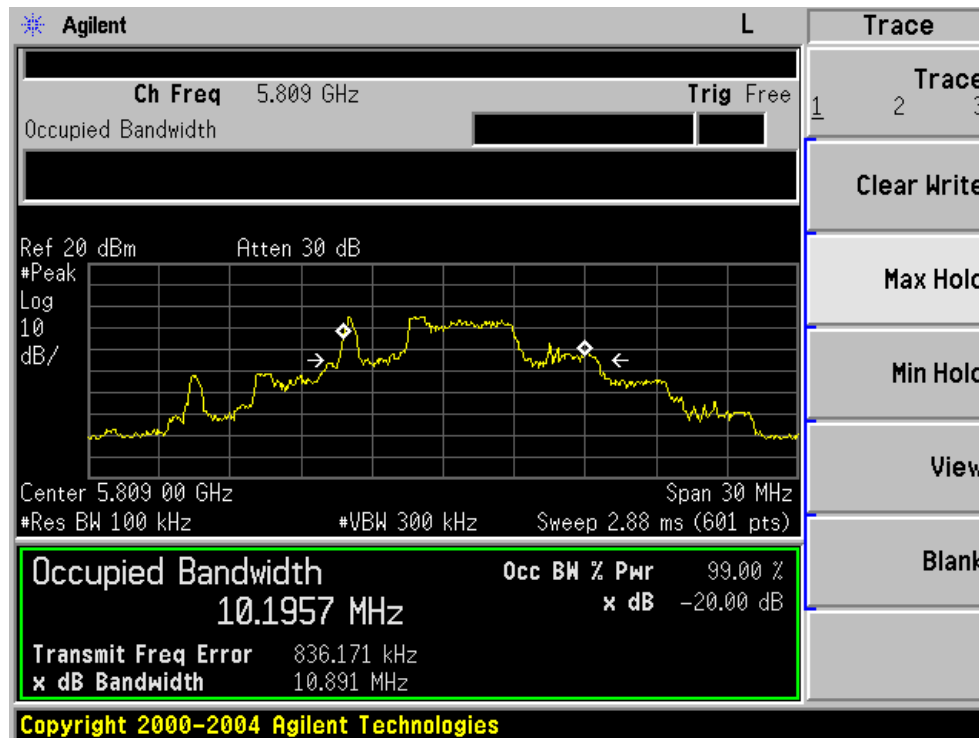 Agilent L Trace
Ch Freq 5.809 GHz Trig Free
Occupied Bandwidth
Trace
1 2 3
Clear Write
Max Hold
Min Hold
View
Blank
Ref 20 dBm Atten 30 dB
#Peak
Log
10
dB/
Center 5.809 00 GHz Span 30 MHz
#Res BW 100 kHz #VBW 300 kHz Sweep 2.88 ms (601 pts)
Occupied Bandwidth
10.1957 MHz
Occ BW % Pwr 99.00 %
x dB -20.00 dB
Transmit Freq Error 836.171 kHz
x dB Bandwidth 10.891 MHz
Copyright 2000-2004 Agilent Technologies